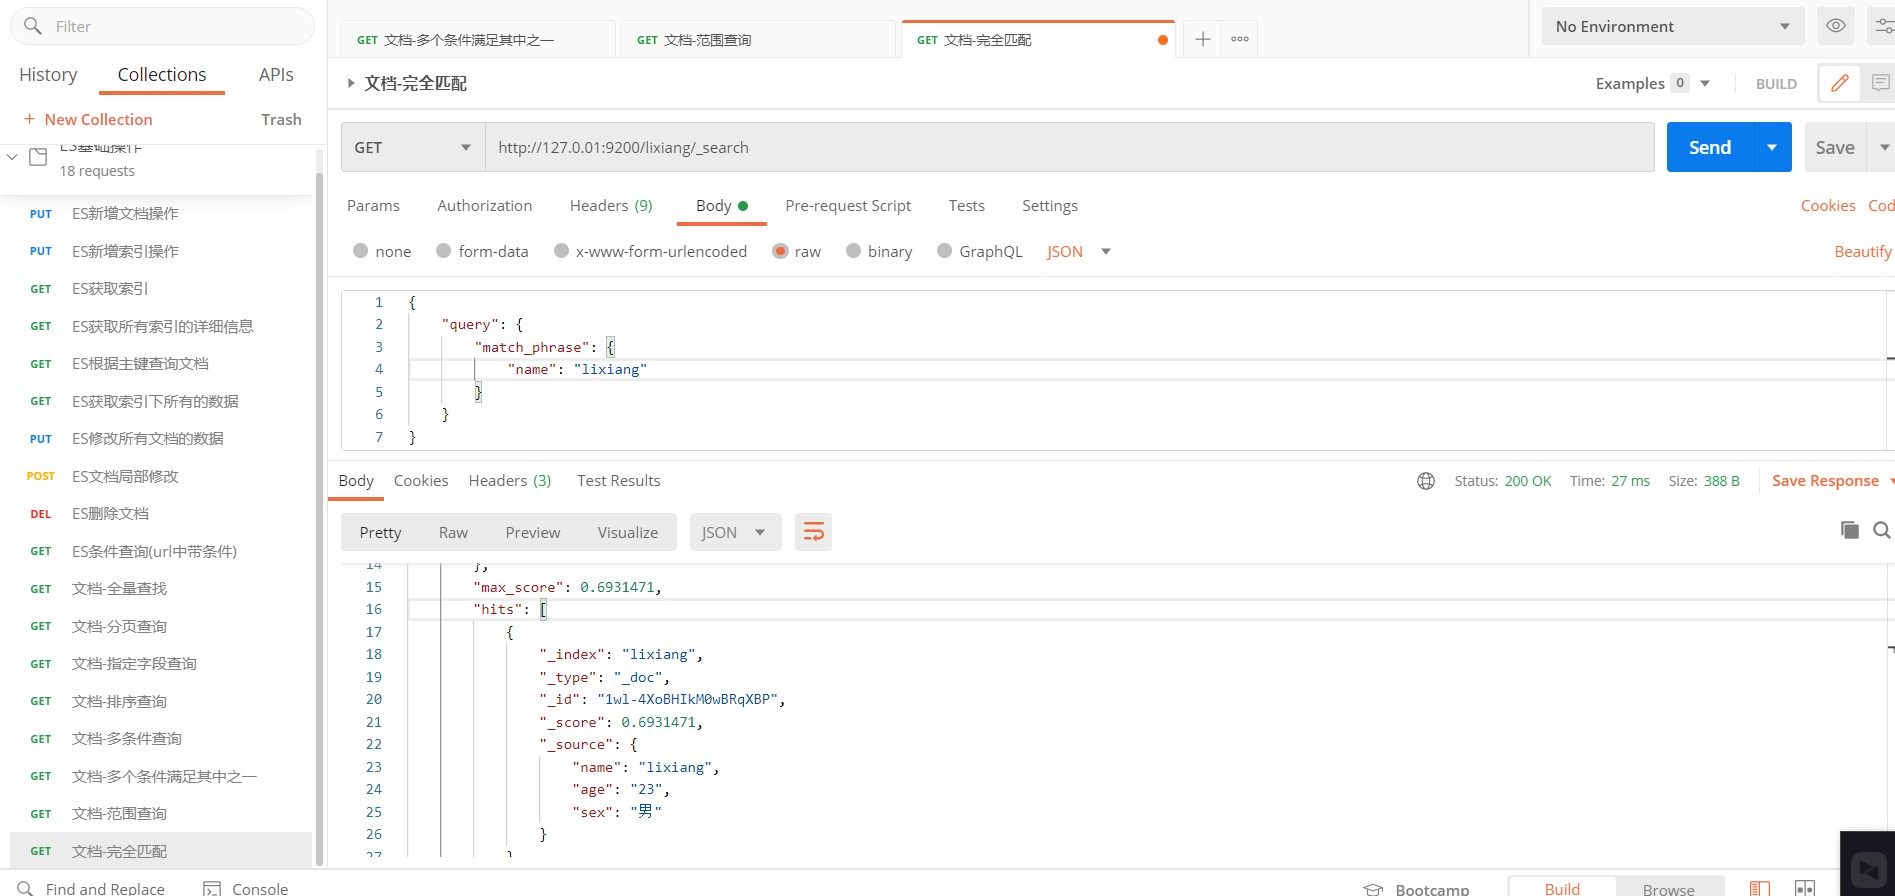 Filter
History Collections APIs
+ New Collection Trash
ES基础操作
18 requests
PUT ES新增文档操作
PUT ES新增索引操作
GET ES获取索引
GET ES获取所有索引的详细信息
GET ES根据主键查询文档
GET ES获取索引下所有的数据
PUT ES修改所有文档的数据
POST ES文档局部修改
DEL ES删除文档
GET ES条件查询(url中带条件)
GET 文档-全量查找
GET 文档-分页查询
GET 文档-指定字段查询
GET 文档-排序查询
GET 文档-多条件查询
GET 文档-多个条件满足其中之一
GET 文档-范围查询
GET 文档-完全匹配
GET 文档-多个条件满足其中之一 GET 文档-范围查询 GET 文档-完全匹配
No Environment
文档-完全匹配
Examples 0 BUILD
GET http://127.0.01:9200/lixiang/_search
Send Save
Params Authorization Headers (9) Body Pre-request Script Tests Settings
Cookies Cod
none form-data x-www-form-urlencoded raw binary GraphQL JSON
Beautify
1 {
2 "query": {
3 "match_phrase": {
4 "name": "lixiang"
5 }
6 }
7 }
Body Cookies Headers (3) Test Results
Status: 200 OK Time: 27 ms Size: 388 B Save Response
Pretty Raw Preview Visualize JSON
14 },
15 "max_score": 0.6931471,
16 "hits": [
17 {
18 "_index": "lixiang",
19 "_type": "_doc",
20 "_id": "1wl-4XoBHIkM0wBRqXBP",
21 "_score": 0.6931471,
22 "_source": {
23 "name": "lixiang",
24 "age": "23",
25 "sex": "男"
26 }
27 }
Find and Replace Console
Bootcamp Build Browse